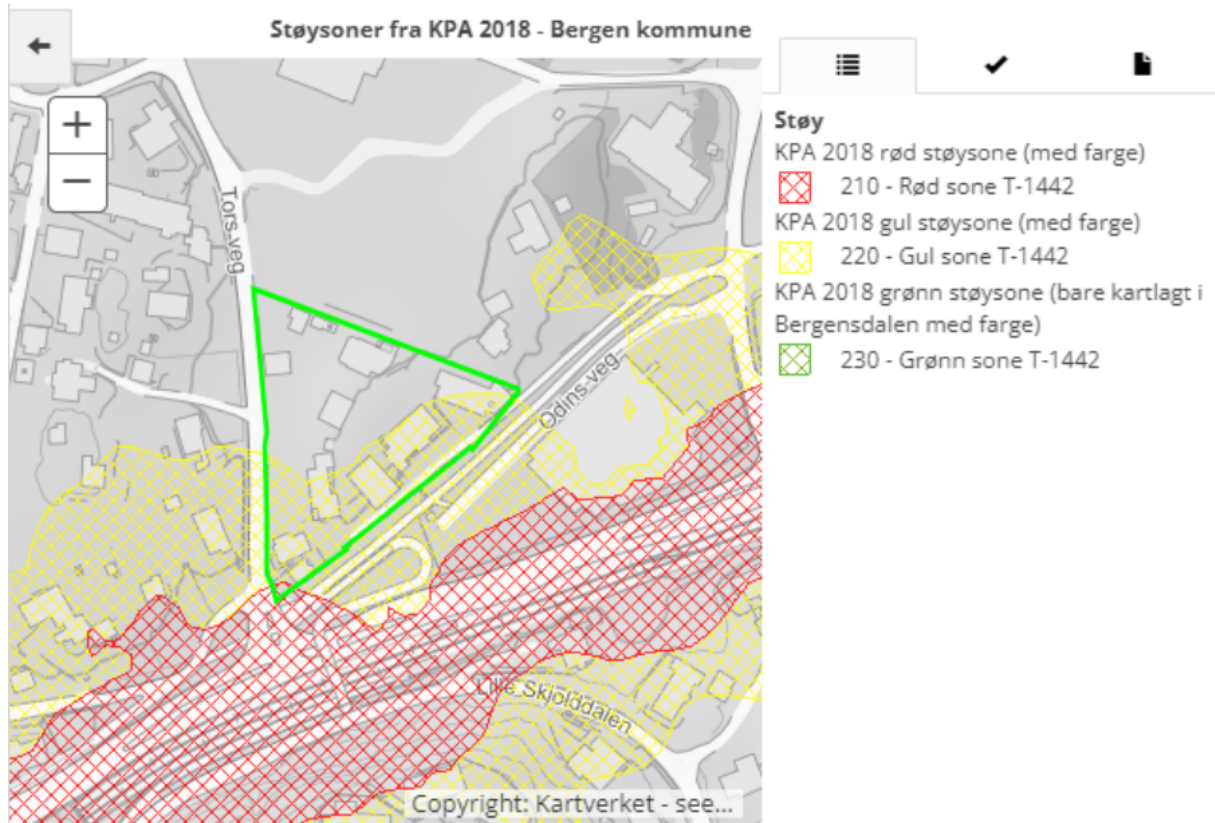 Støysoner fra KPA 2018 - Bergen kommune
+
−
Tors-veg
Odins-veg
Lille Skjolddalen
Copyright: Kartverket - see...
Støy
KPA 2018 rød støysone (med farge)
210 - Rød sone T-1442
KPA 2018 gul støysone (med farge)
220 - Gul sone T-1442
KPA 2018 grønn støysone (bare kartlagt i
Bergensdalen med farge)
230 - Grønn sone T-1442